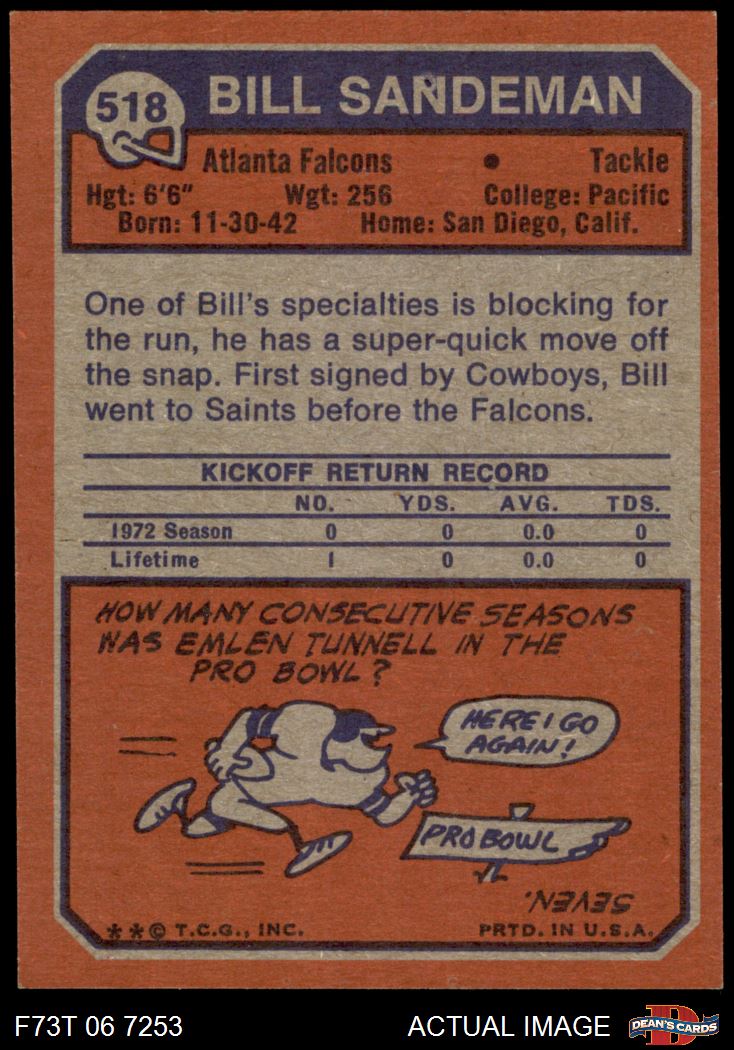 518
BILL SANDEMAN
Atlanta Falcons • Tackle
Hgt: 6'6" Wgt: 256 College: Pacific
Born: 11-30-42 Home: San Diego, Calif.
One of Bill's specialties is blocking for
the run, he has a super-quick move off
the snap. First signed by Cowboys, Bill
went to Saints before the Falcons.
KICKOFF RETURN RECORD
NO. YDS. AVG. TDS.
1972 Season 0 0 0.0 0
Lifetime 1 0 0.0 0
HOW MANY CONSECUTIVE SEASONS
WAS EMLEN TUNNELL IN THE
PRO BOWL?
HERE I GO
AGAIN!
PRO BOWL
SEVEN.
**© T.C.G., INC. PRTD. IN U.S.A.
F73T 06 7253 ACTUAL IMAGE
D
DEAN'S CARDS